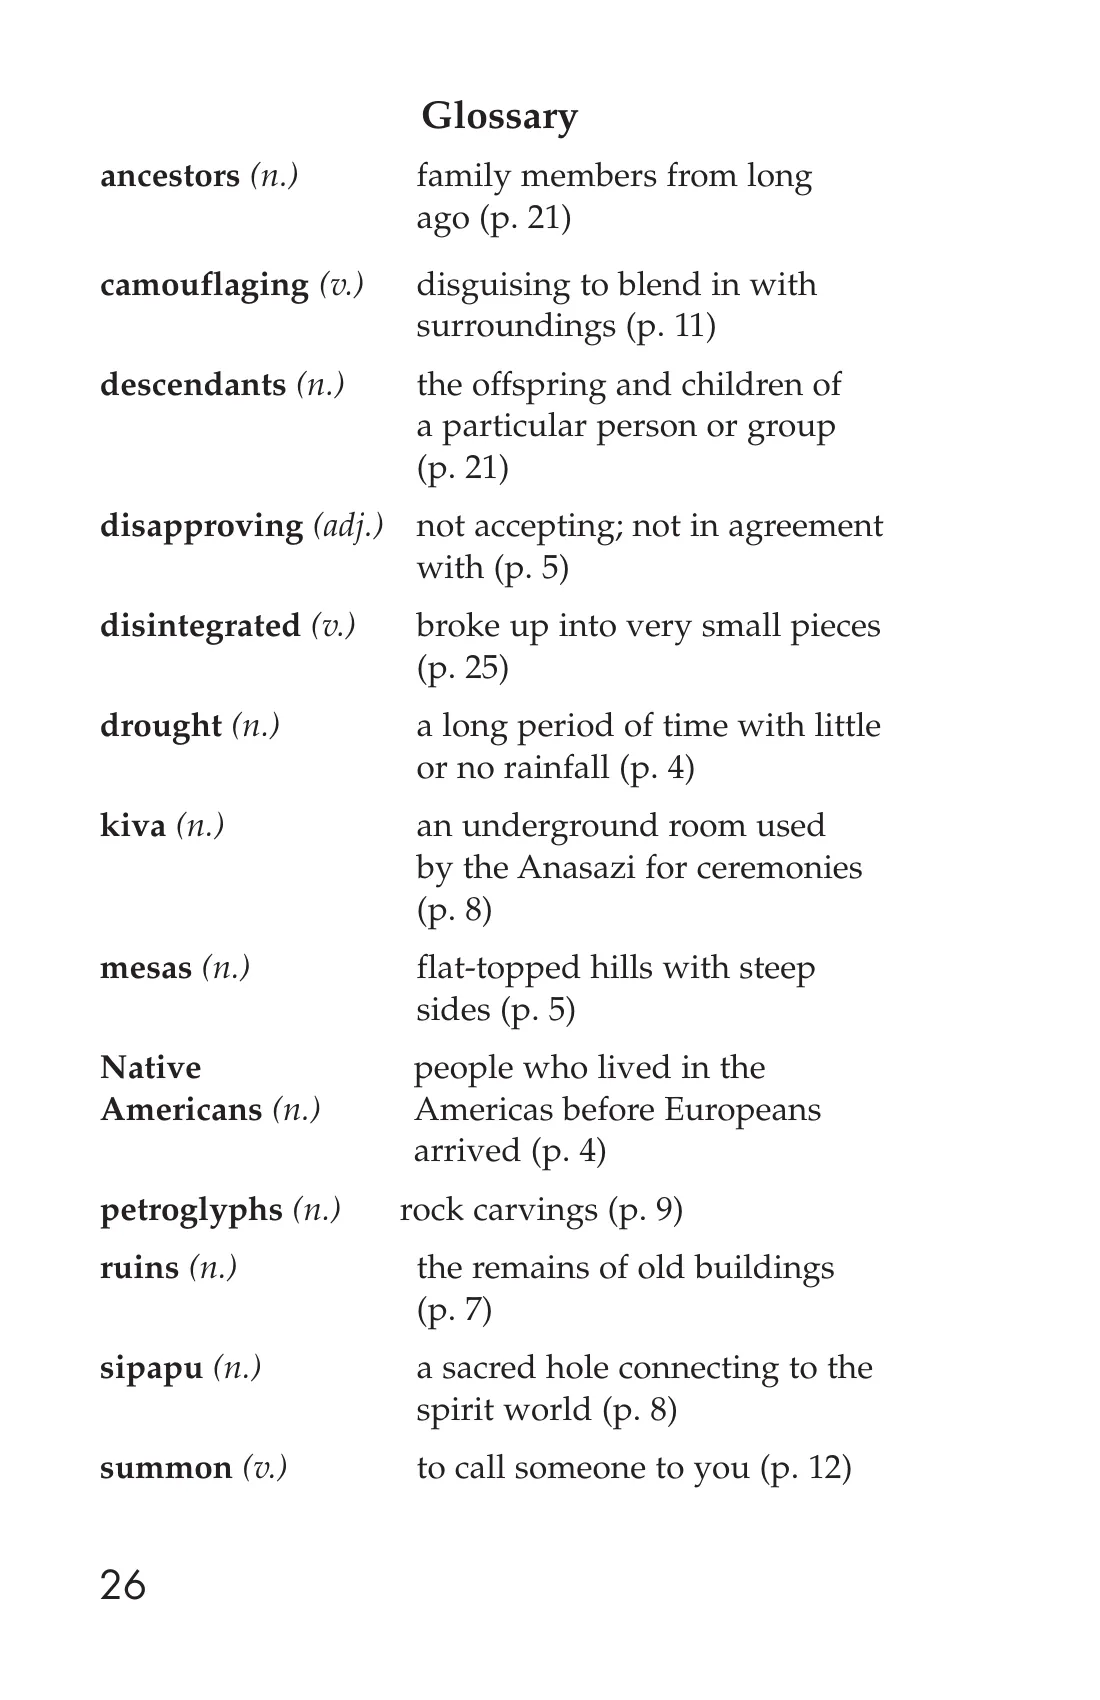 Glossary
ancestors (n.) family members from long
ago (p. 21)
camouflaging (v.) disguising to blend in with
surroundings (p. 11)
descendants (n.) the offspring and children of
a particular person or group
(p. 21)
disapproving (adj.) not accepting; not in agreement
with (p. 5)
disintegrated (v.) broke up into very small pieces
(p. 25)
drought (n.) a long period of time with little
or no rainfall (p. 4)
kiva (n.) an underground room used
by the Anasazi for ceremonies
(p. 8)
mesas (n.) flat-topped hills with steep
sides (p. 5)
Native people who lived in the
Americans (n.) Americas before Europeans
arrived (p. 4)
petroglyphs (n.) rock carvings (p. 9)
ruins (n.) the remains of old buildings
(p. 7)
sipapu (n.) a sacred hole connecting to the
spirit world (p. 8)
summon (v.) to call someone to you (p. 12)
26